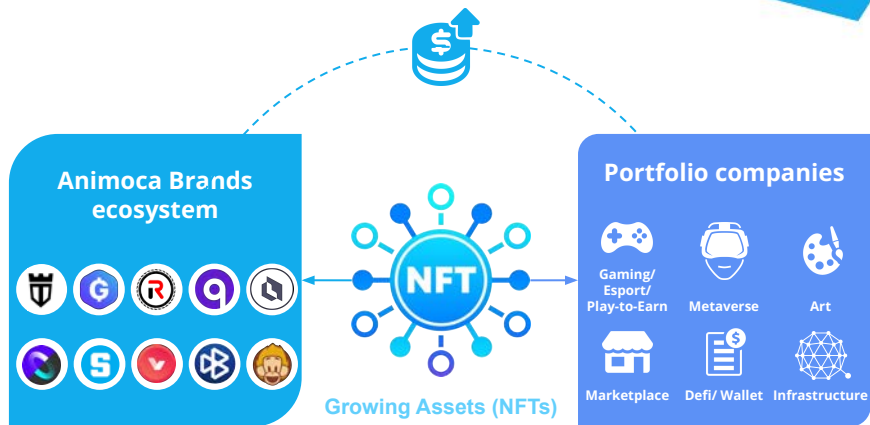 Animoca Brands
ecosystem
Portfolio companies
NFT
Gaming/
Esport/
Play-to-Earn
Metaverse
Art
Marketplace
Defi/ Wallet
Infrastructure
Growing Assets (NFTs)